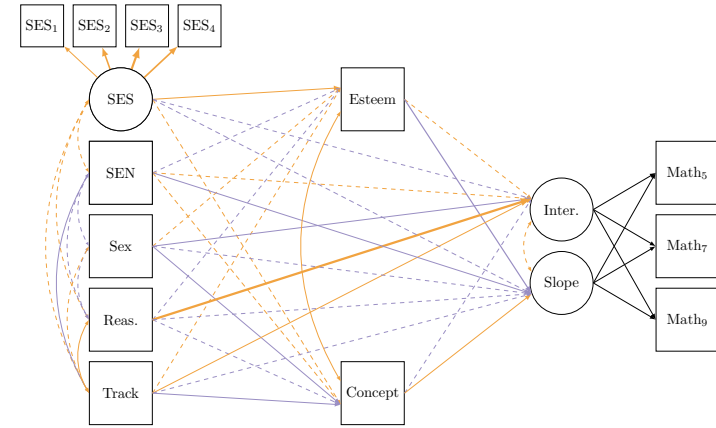 SES₁ SES₂ SES₃ SES₄
SES
Esteem
SEN
Math₅
Inter.
Sex
Math₇
Slope
Reas.
Math₉
Track
Concept